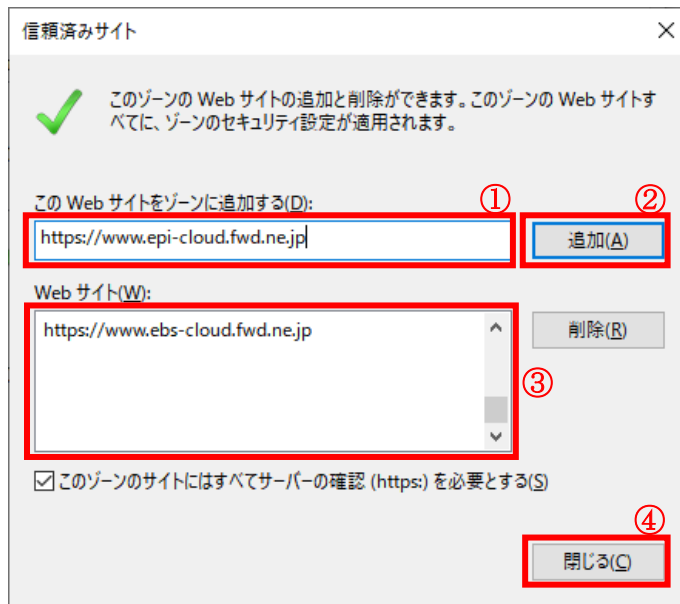 信頼済みサイト
このゾーンの Web サイトの追加と削除ができます。このゾーンの Web サイトす
べてに、ゾーンのセキュリティ設定が適用されます。
この Web サイトをゾーンに追加する(D):
①
②
https://www.epi-cloud.fwd.ne.jp
追加(A)
Web サイト(W):
https://www.ebs-cloud.fwd.ne.jp
削除(R)
③
このゾーンのサイトにはすべてサーバーの確認 (https:) を必要とする(S)
④
閉じる(C)